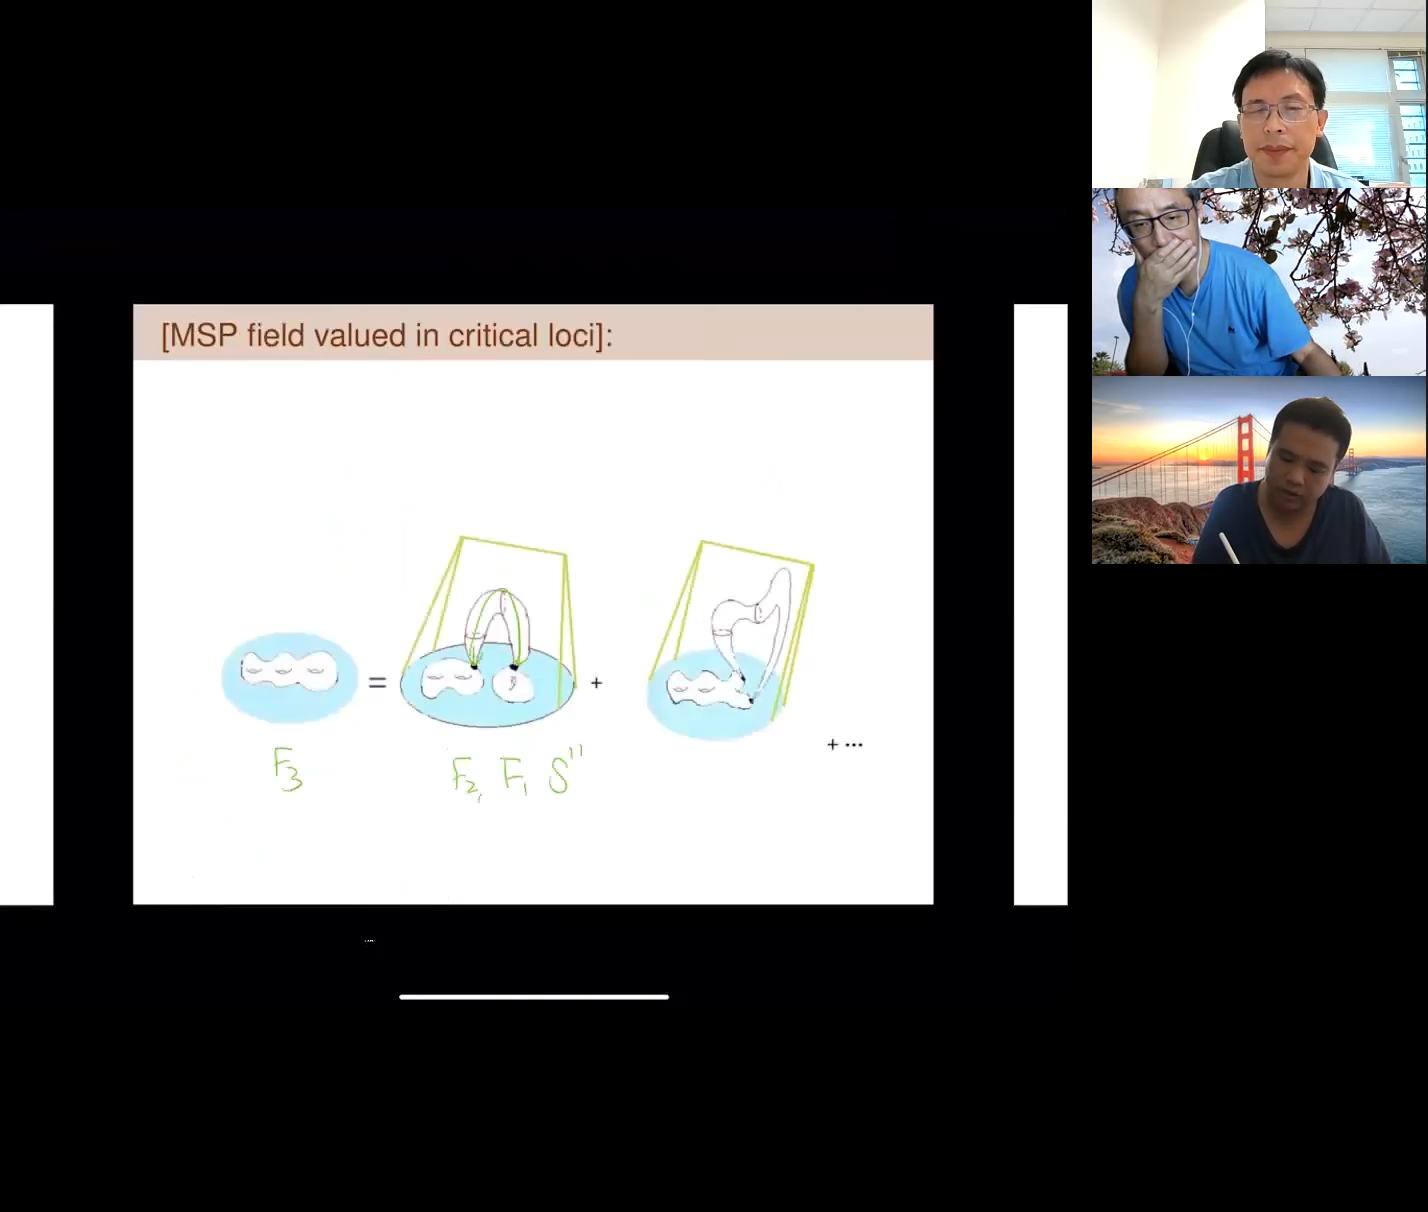 [MSP field valued in critical loci]:
= + + ...
F₃ F₂, F₁ S"